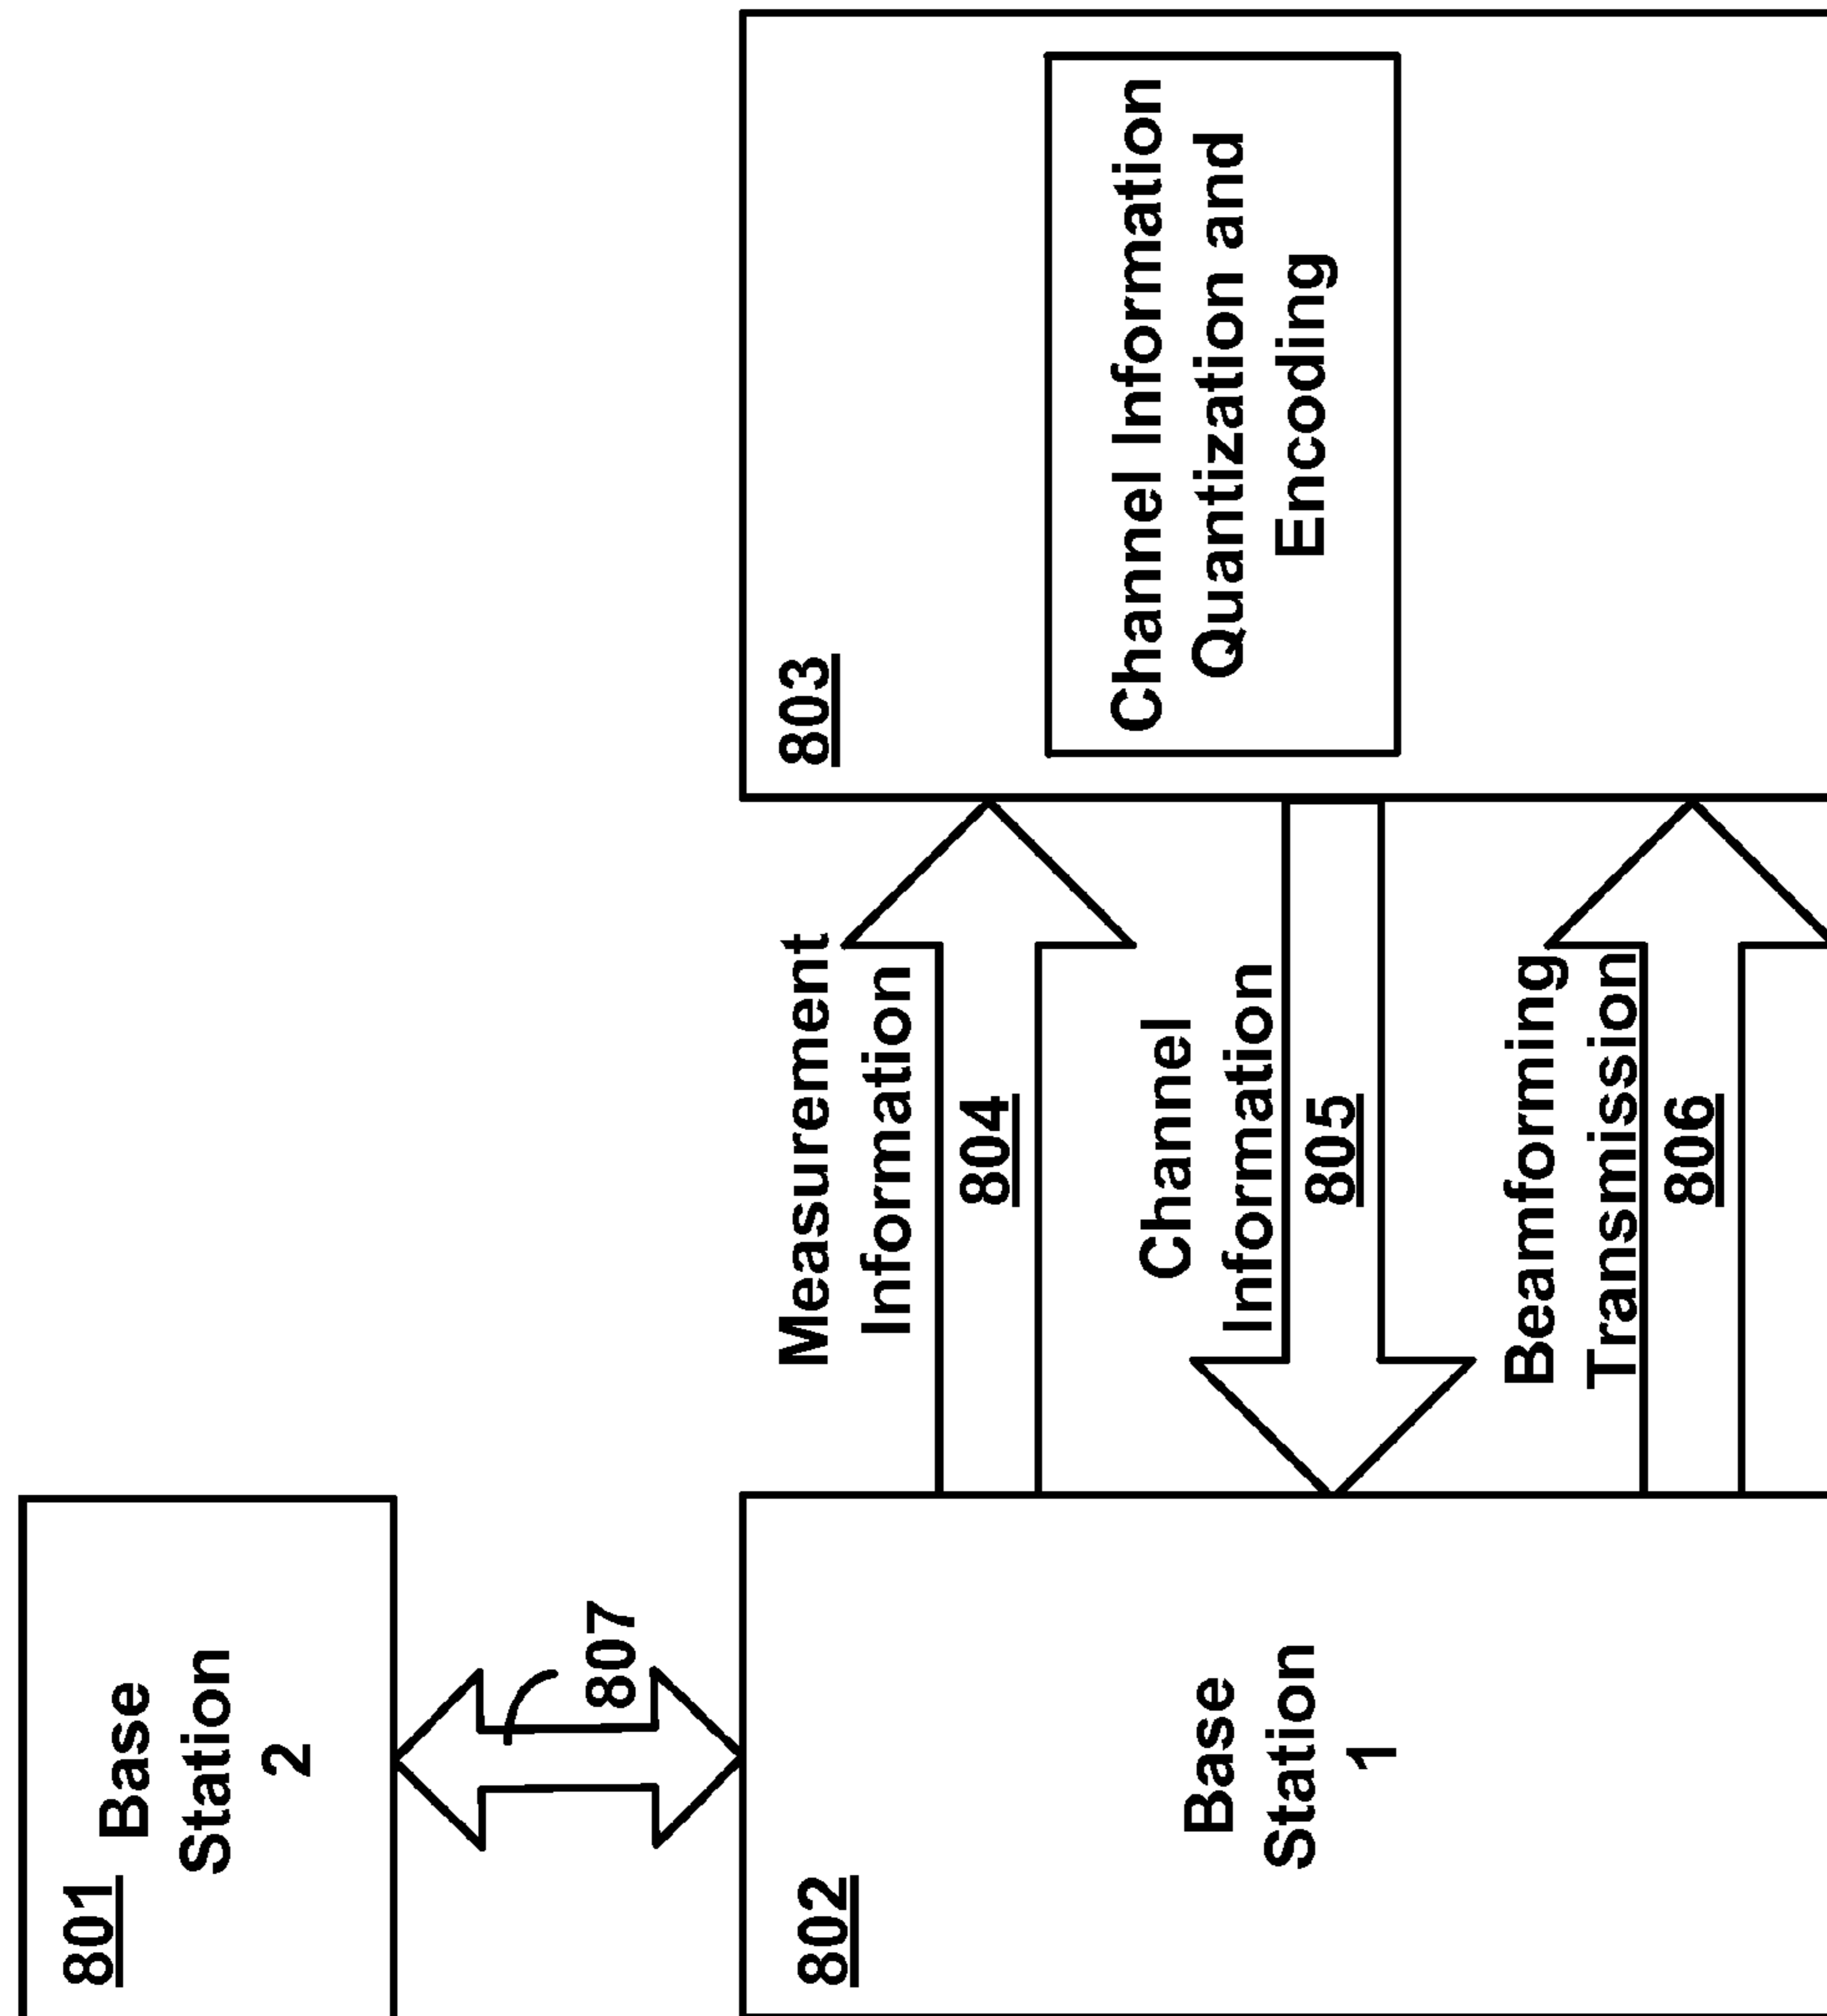 801
Base
Station
2
807
802
Base
Station
1
Measurement
Information
804
Channel
Information
805
Beamforming
Transmission
806
803
Channel Information
Quantization and
Encoding